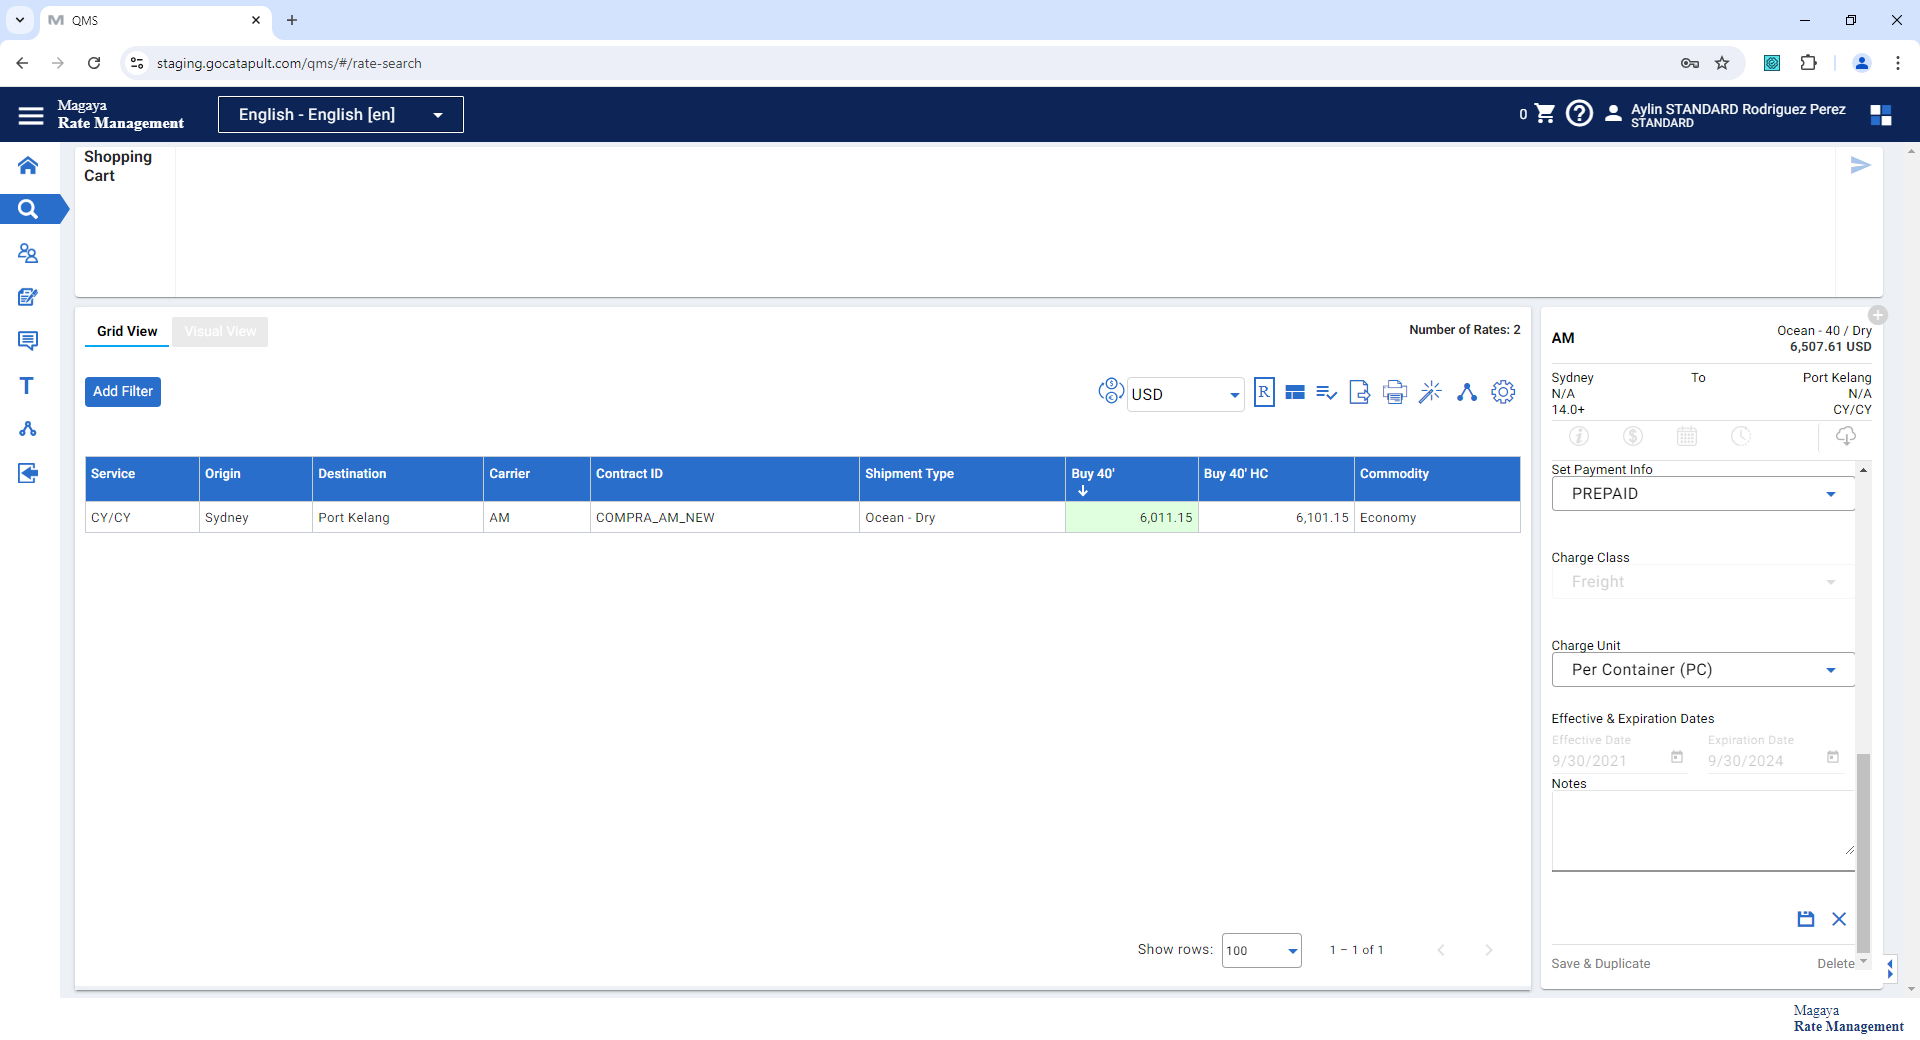 QMS
staging.gocatapult.com/qms/#/rate-search
Magaya
Rate Management
English - English [en]
0
Aylin STANDARD Rodriguez Perez
STANDARD
Shopping
Cart
Grid View
Visual View
Number of Rates: 2
Add Filter
USD
R
Service
Origin
Destination
Carrier
Contract ID
Shipment Type
Buy 40'
Buy 40' HC
Commodity
CY/CY
Sydney
Port Kelang
AM
COMPRA_AM_NEW
Ocean - Dry
6,011.15
6,101.15
Economy
Show rows:
100
1 – 1 of 1
AM
Ocean - 40 / Dry
6,507.61 USD
Sydney
To
Port Kelang
N/A
N/A
14.0+
CY/CY
Set Payment Info
PREPAID
Charge Class
Freight
Charge Unit
Per Container (PC)
Effective & Expiration Dates
Effective Date
Expiration Date
9/30/2021
9/30/2024
Notes
Save & Duplicate
Delete
Magaya
Rate Management